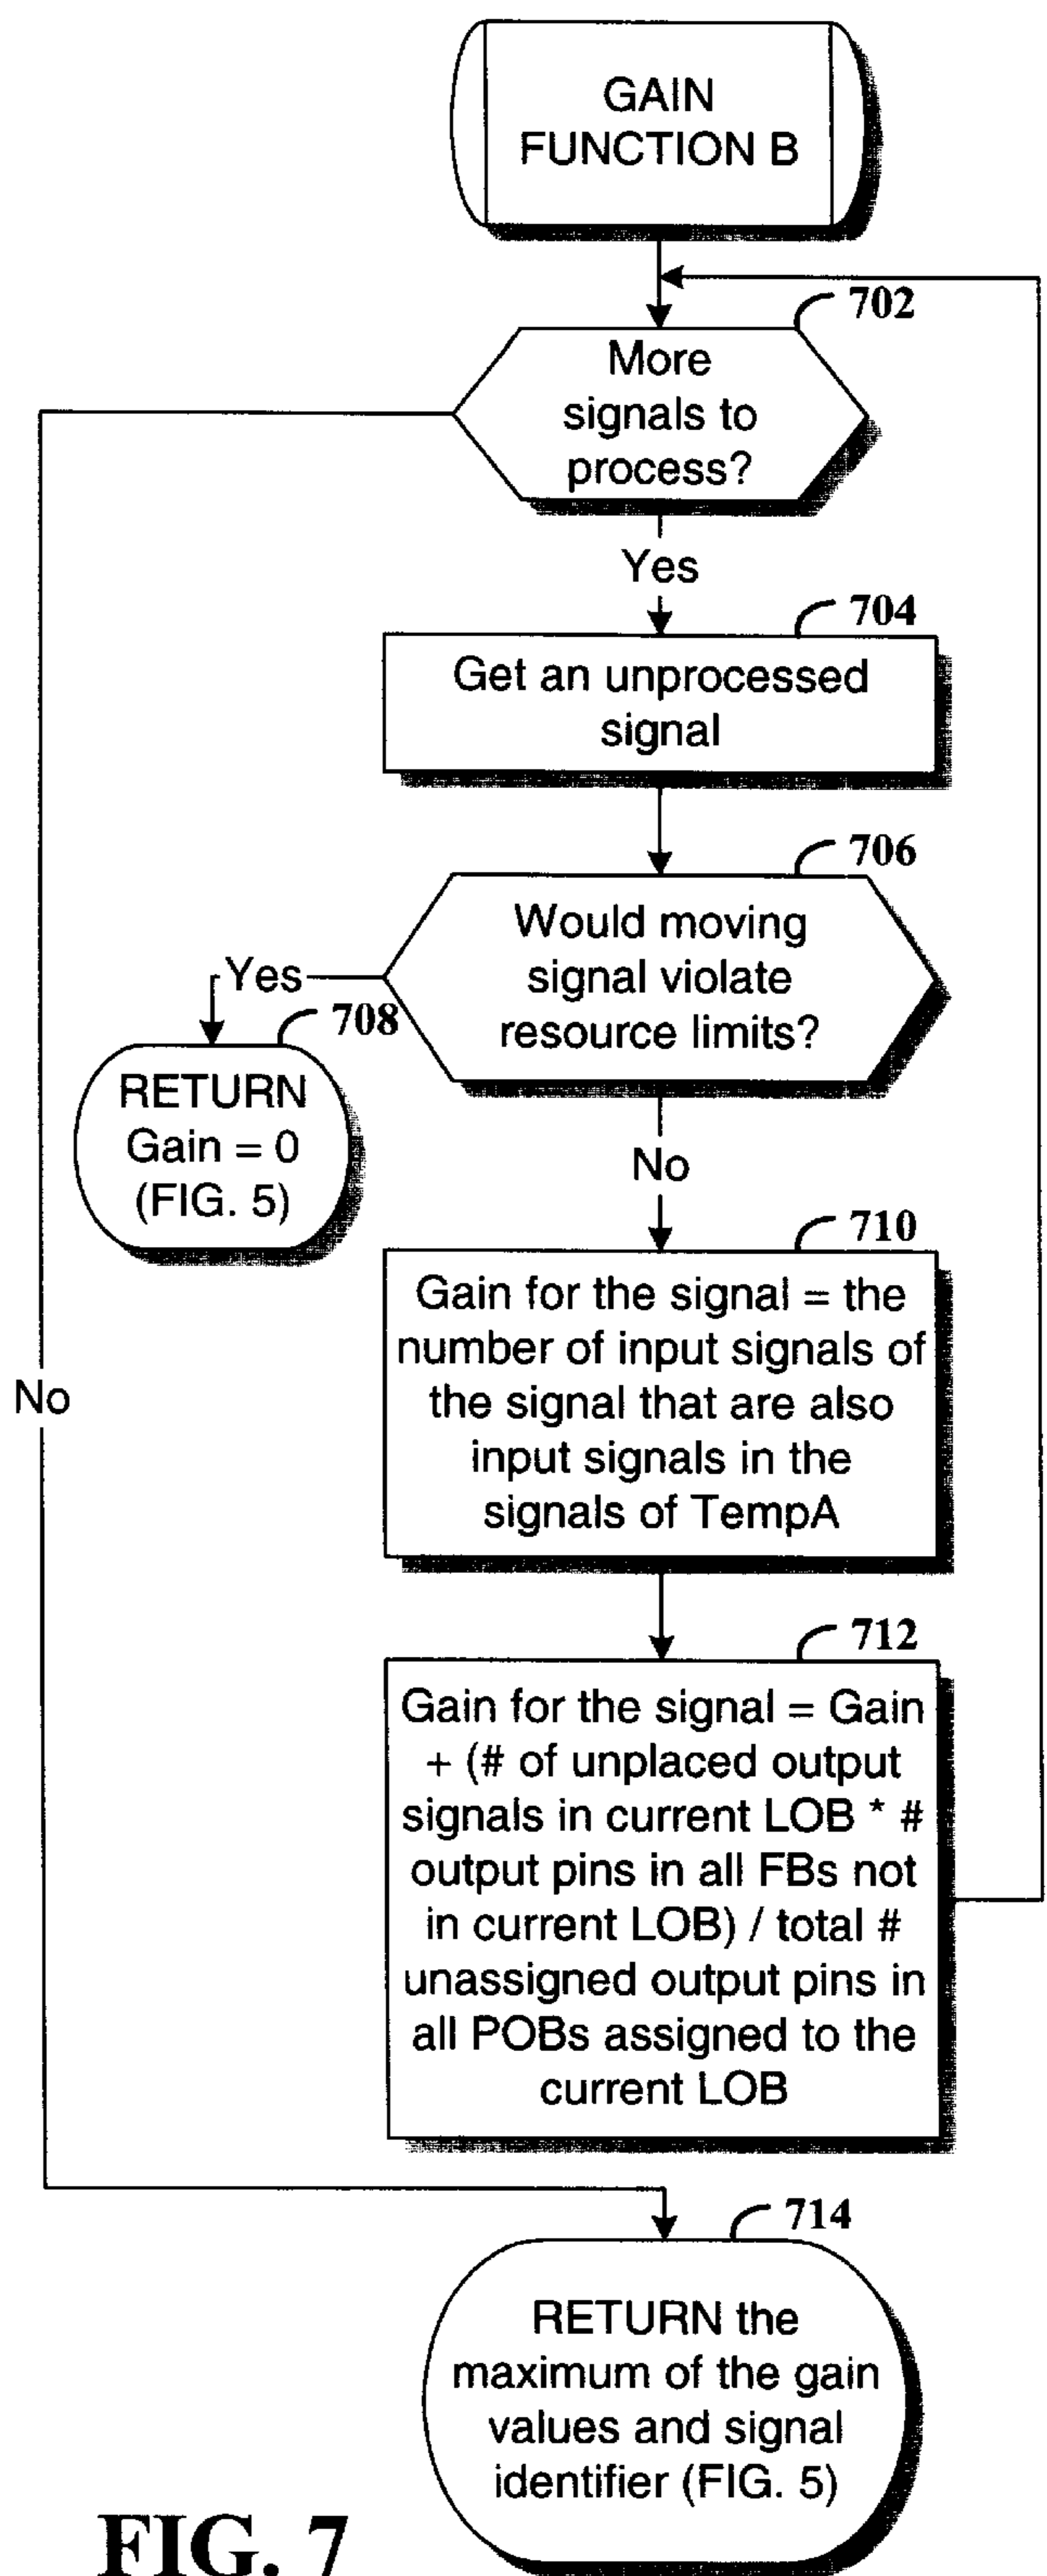 GAIN
FUNCTION B
702
More
signals to
process?
Yes
704
Get an unprocessed
signal
706
Would moving
signal violate
resource limits?
Yes
708
RETURN
Gain = 0
(FIG. 5)
No
710
Gain for the signal = the
number of input signals of
the signal that are also
input signals in the
signals of TempA
No
712
Gain for the signal = Gain
+ (# of unplaced output
signals in current LOB * #
output pins in all FBs not
in current LOB) / total #
unassigned output pins in
all POBs assigned to the
current LOB
714
RETURN the
maximum of the gain
values and signal
identifier (FIG. 5)
FIG. 7